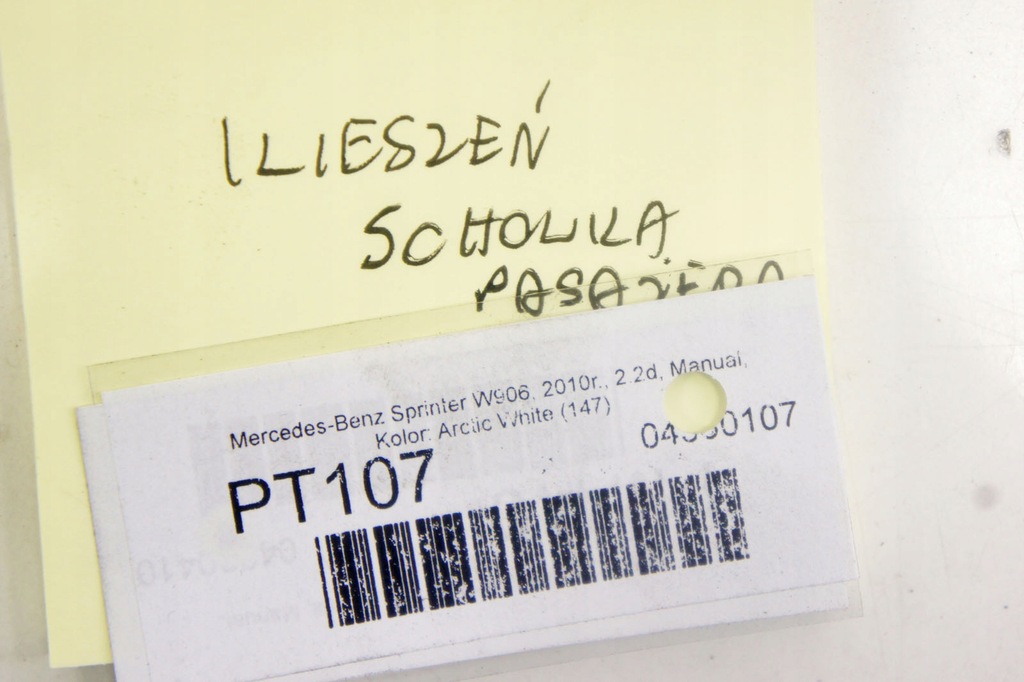 KIESZEŃ
SCHOWKA
PASAŻERA
Mercedes-Benz Sprinter W906, 2010r., 2.2d, Manual,
Kolor: Arctic White (147)
PT107